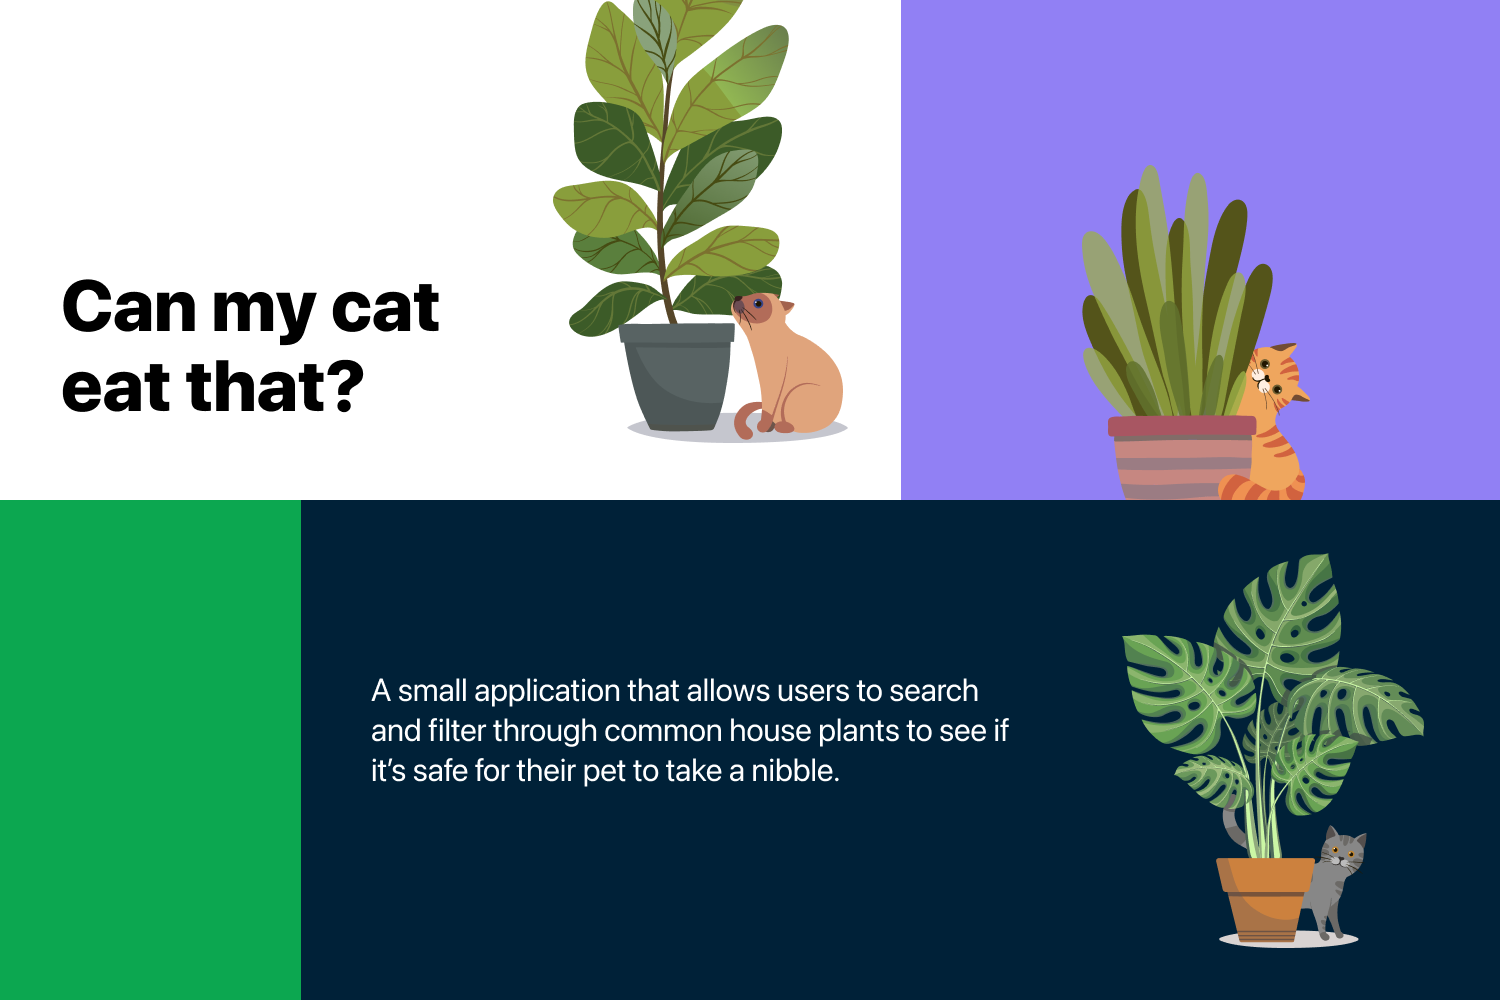 Can my cat
eat that?
A small application that allows users to search
and filter through common house plants to see if
it’s safe for their pet to take a nibble.